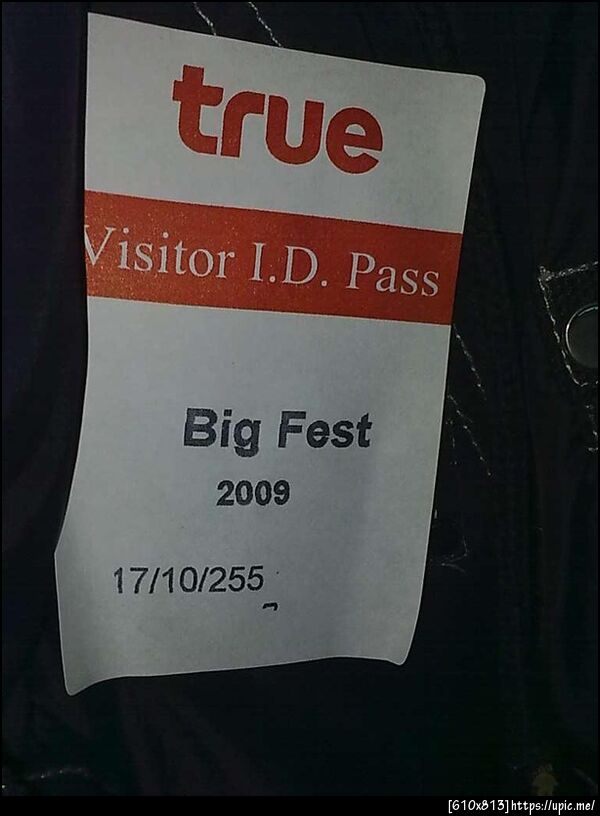 true
Visitor I.D. Pass
Big Fest
2009
17/10/255
[610x813]https://upic.me/